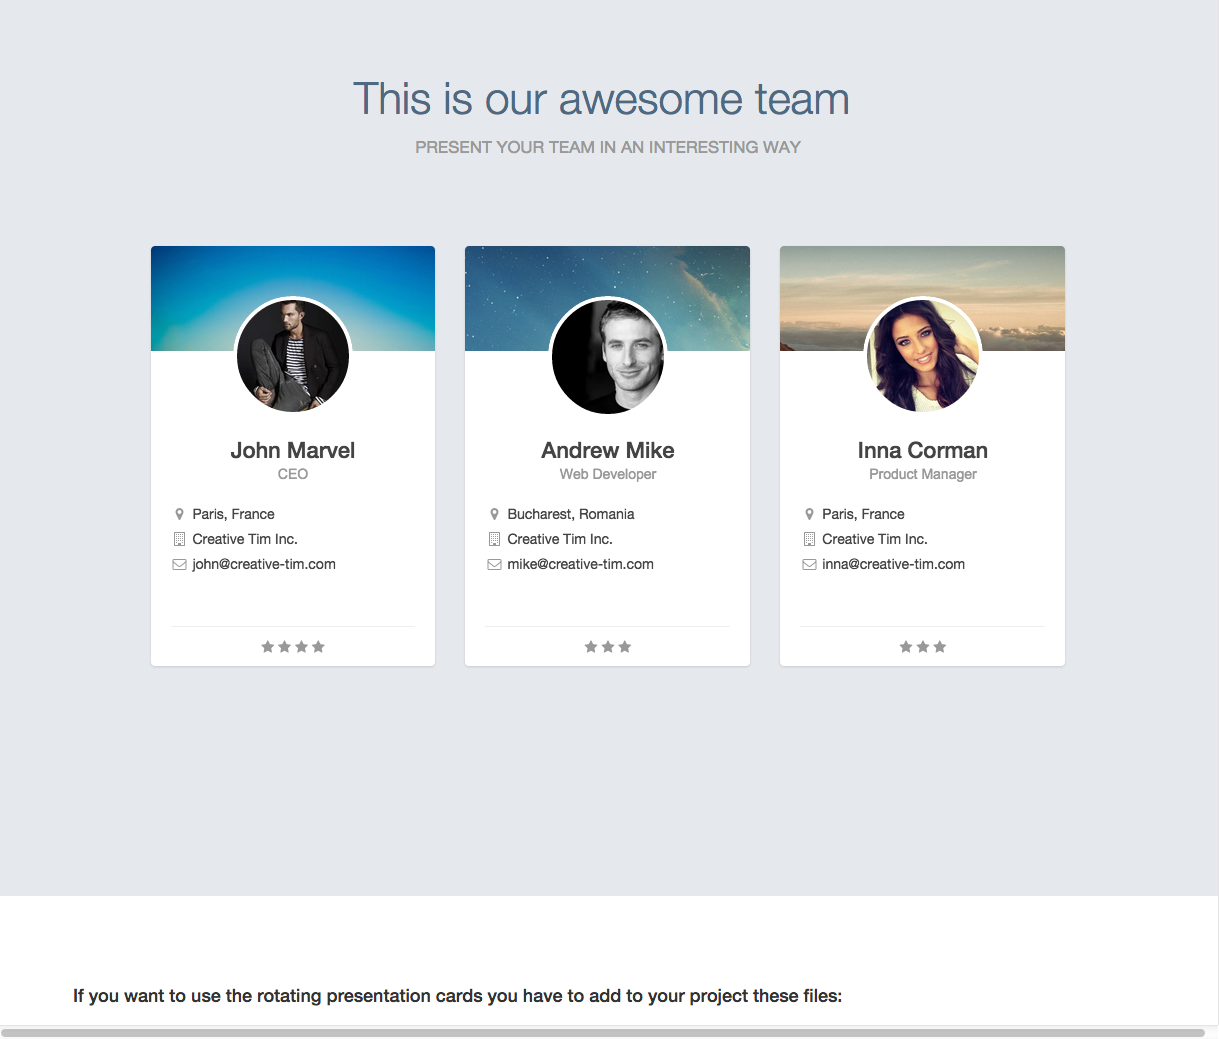 This is our awesome team
PRESENT YOUR TEAM IN AN INTERESTING WAY
John Marvel
CEO
Paris, France
Creative Tim Inc.
john@creative-tim.com
Andrew Mike
Web Developer
Bucharest, Romania
Creative Tim Inc.
mike@creative-tim.com
Inna Corman
Product Manager
Paris, France
Creative Tim Inc.
inna@creative-tim.com
If you want to use the rotating presentation cards you have to add to your project these files: